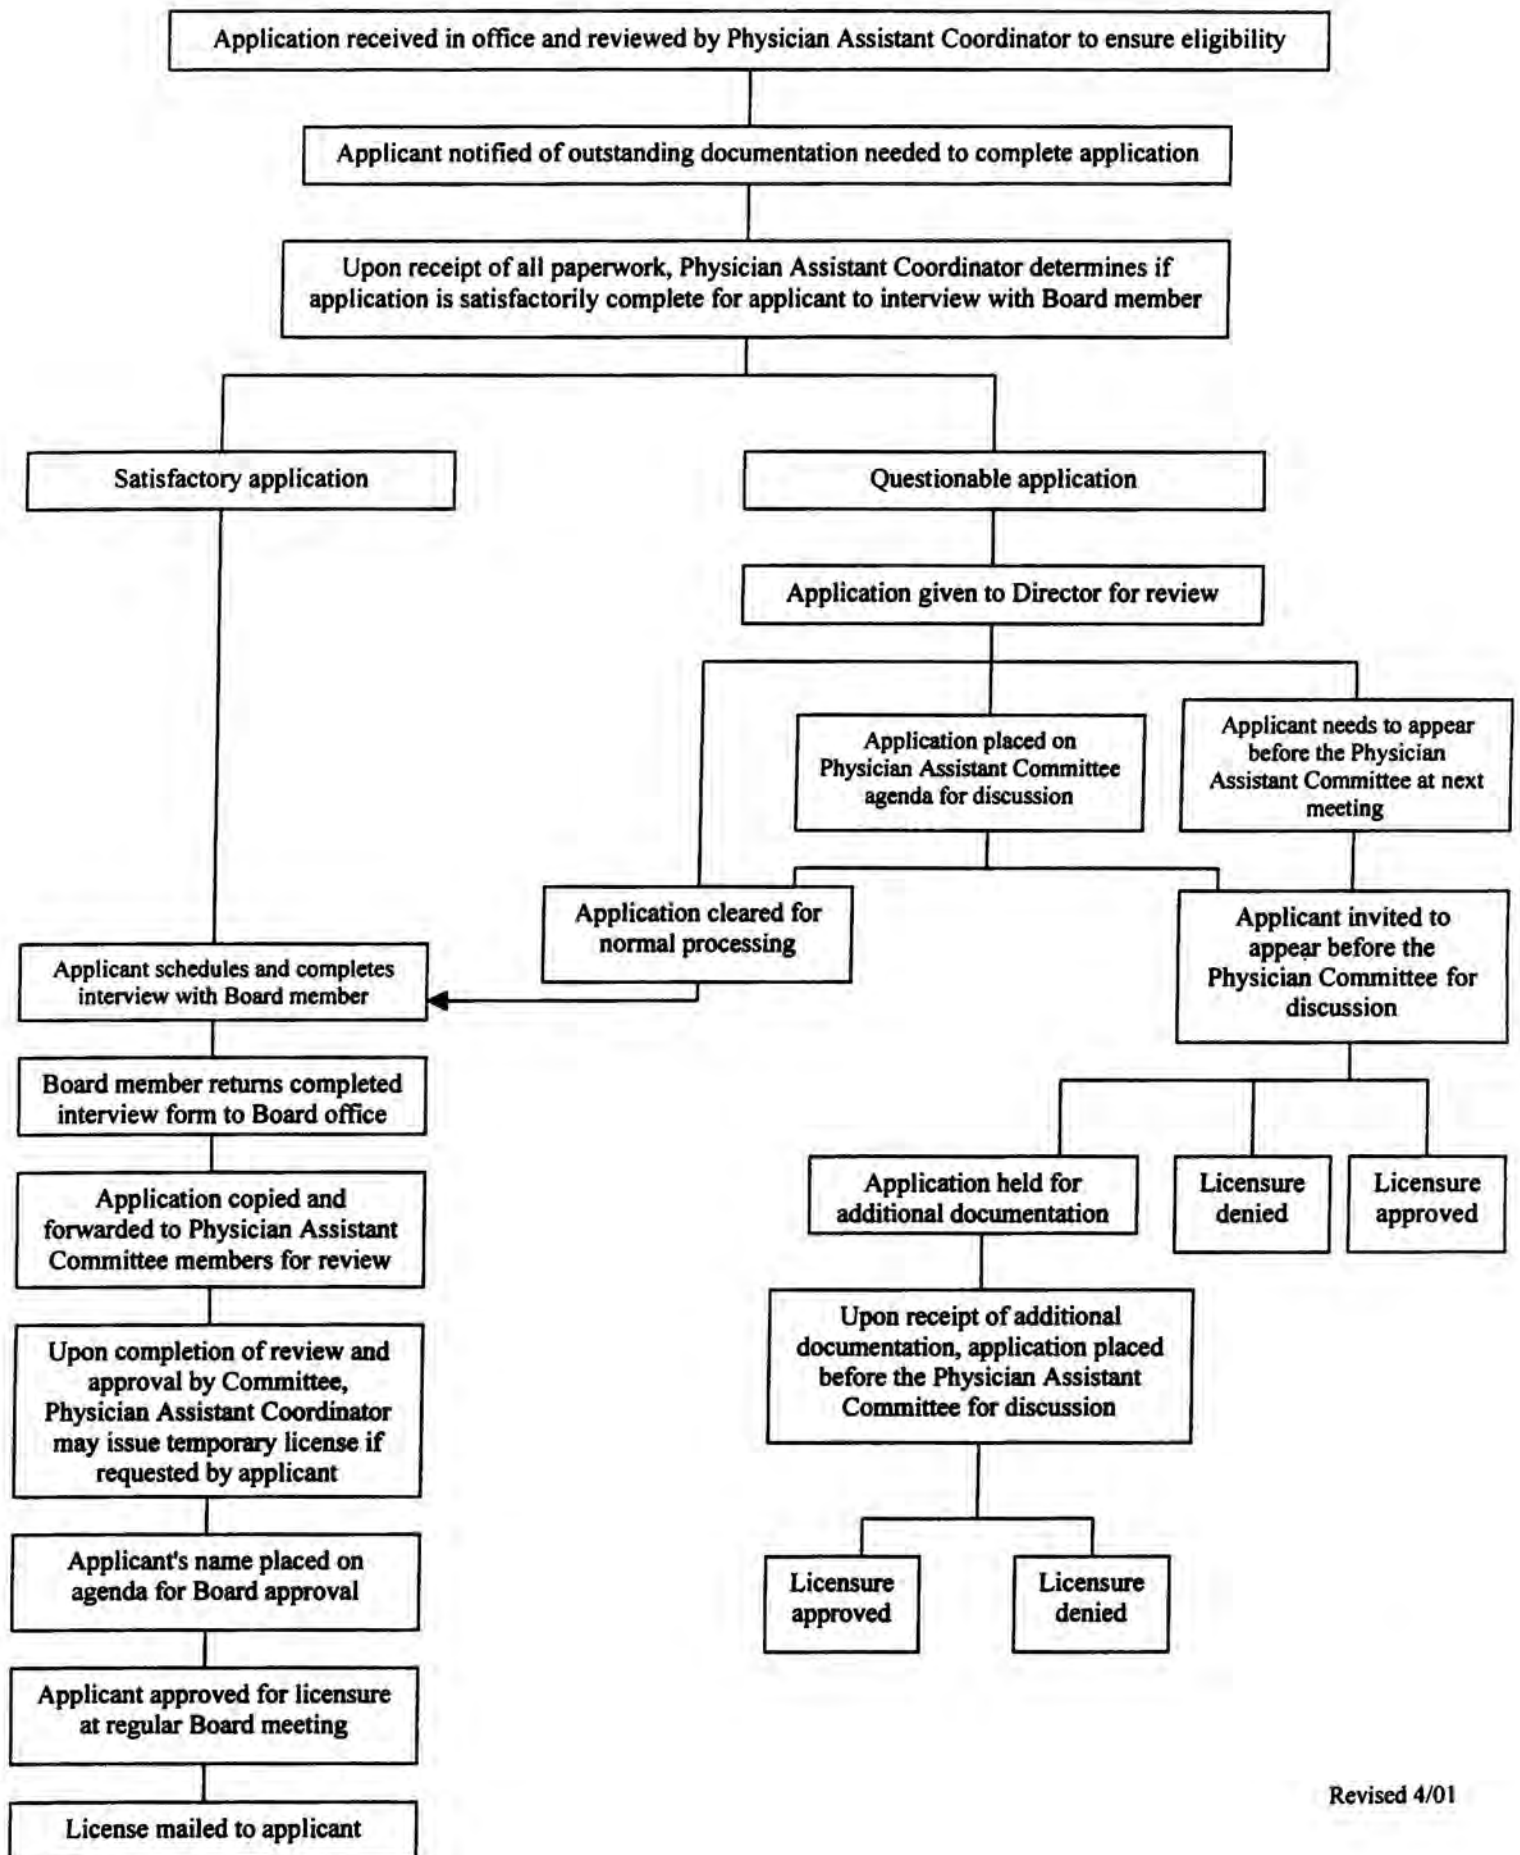 Application received in office and reviewed by Physician Assistant Coordinator to ensure eligibility
Applicant notified of outstanding documentation needed to complete application
Upon receipt of all paperwork, Physician Assistant Coordinator determines if
application is satisfactorily complete for applicant to interview with Board member
Satisfactory application
Questionable application
Application given to Director for review
Application placed on
Physician Assistant Committee
agenda for discussion
Applicant needs to appear
before the Physician
Assistant Committee at next
meeting
Application cleared for
normal processing
Applicant invited to
appear before the
Physician Committee for
discussion
Applicant schedules and completes
interview with Board member
Board member returns completed
interview form to Board office
Application copied and
forwarded to Physician Assistant
Committee members for review
Upon completion of review and
approval by Committee,
Physician Assistant Coordinator
may issue temporary license if
requested by applicant
Applicant's name placed on
agenda for Board approval
Applicant approved for licensure
at regular Board meeting
License mailed to applicant
Application held for
additional documentation
Licensure
denied
Licensure
approved
Upon receipt of additional
documentation, application placed
before the Physician Assistant
Committee for discussion
Licensure
approved
Licensure
denied
Revised 4/01